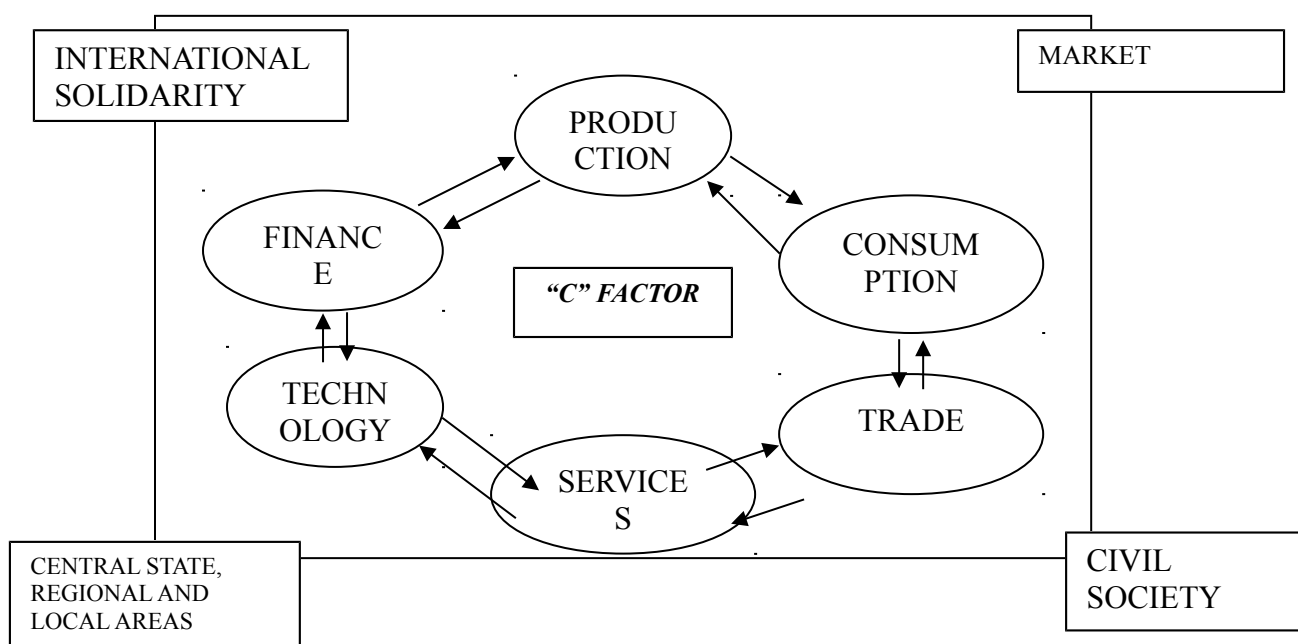 INTERNATIONAL
SOLIDARITY
MARKET
PRODU
CTION
FINANC
E
CONSUM
PTION
“C” FACTOR
TECHN
OLOGY
TRADE
SERVICE
S
CENTRAL STATE,
REGIONAL AND
LOCAL AREAS
CIVIL
SOCIETY